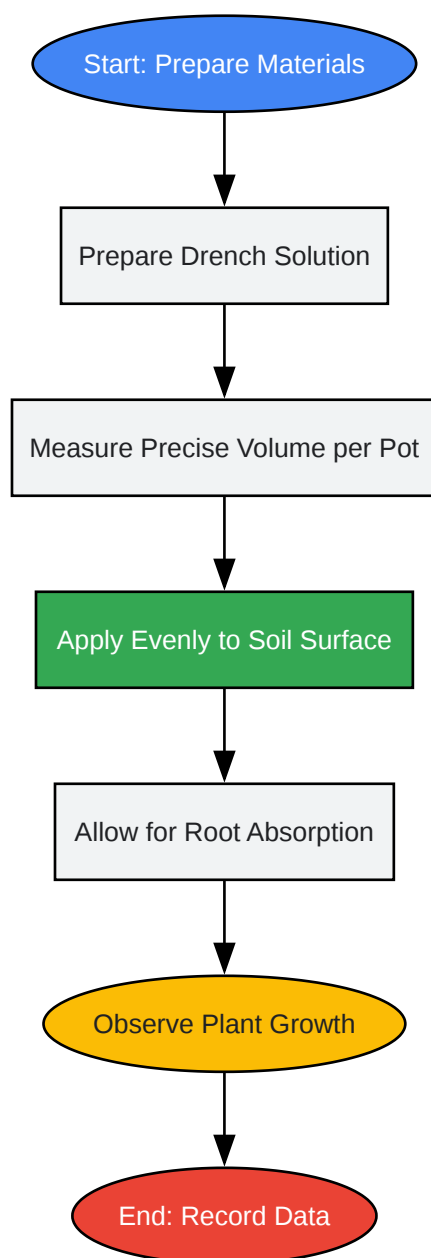 Start: Prepare Materials
Prepare Drench Solution
Measure Precise Volume per Pot
Apply Evenly to Soil Surface
Allow for Root Absorption
Observe Plant Growth
End: Record Data